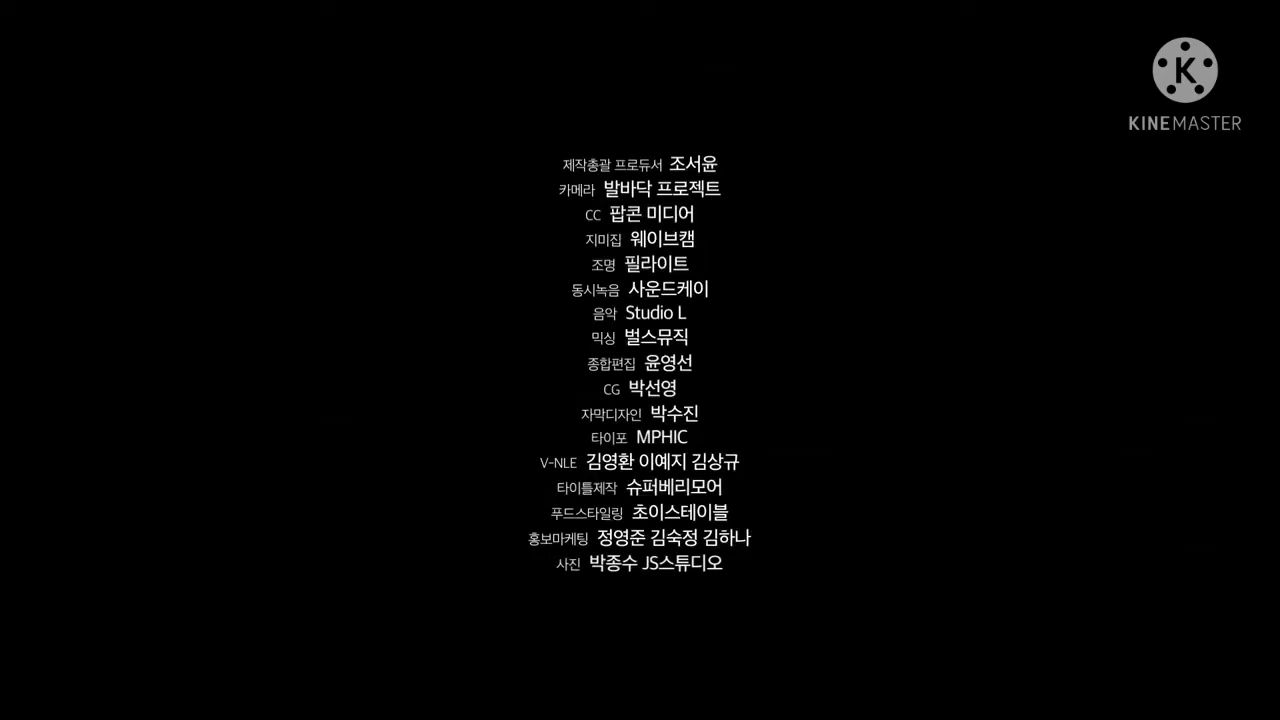 K
KINEMASTER
제작총괄 프로듀서 조서윤
카메라 발바닥 프로젝트
CC 팝콘 미디어
지미집 웨이브캠
조명 필라이트
동시녹음 사운드케이
음악 Studio L
믹싱 벌스뮤직
종합편집 윤영선
CG 박선영
자막디자인 박수진
타이포 MPHIC
V-NLE 김영환 이예지 김상규
타이틀제작 슈퍼베리모어
푸드스타일링 초이스테이블
홍보마케팅 정영준 김숙정 김하나
사진 박종수 JS스튜디오